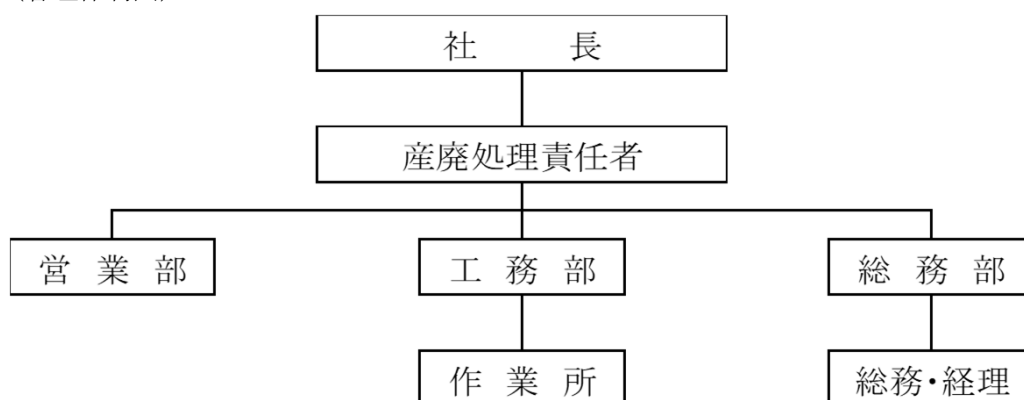 社　　長
産廃処理責任者
営 業 部
工 務 部
総 務 部
作 業 所
総務・経理